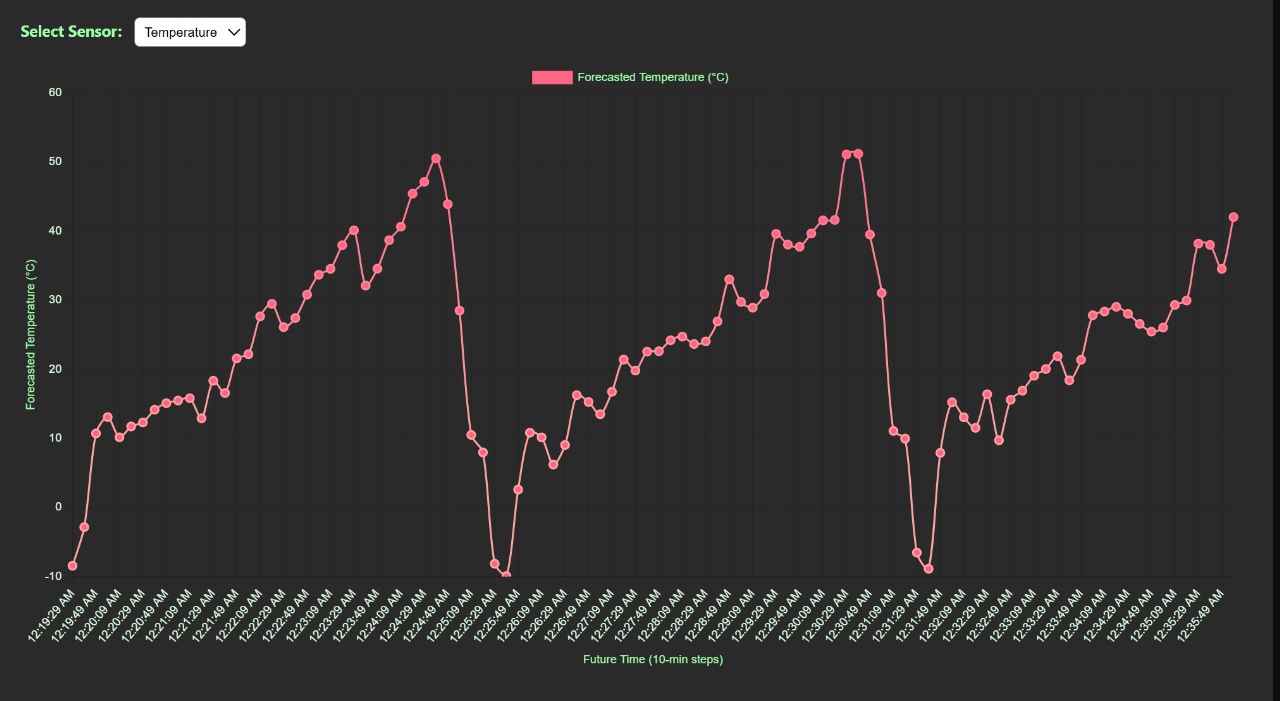 Select Sensor:
Temperature
Forecasted Temperature (°C)
60
50
40
30
20
10
0
-10
Forecasted Temperature (°C)
12:19:29 AM
12:19:49 AM
12:20:09 AM
12:20:29 AM
12:20:49 AM
12:21:09 AM
12:21:29 AM
12:21:49 AM
12:22:09 AM
12:22:29 AM
12:22:49 AM
12:23:09 AM
12:23:29 AM
12:23:49 AM
12:24:09 AM
12:24:29 AM
12:24:49 AM
12:25:09 AM
12:25:29 AM
12:25:49 AM
12:26:09 AM
12:26:29 AM
12:26:49 AM
12:27:09 AM
12:27:29 AM
12:27:49 AM
12:28:09 AM
12:28:29 AM
12:28:49 AM
12:29:09 AM
12:29:29 AM
12:29:49 AM
12:30:09 AM
12:30:29 AM
12:30:49 AM
12:31:09 AM
12:31:29 AM
12:31:49 AM
12:32:09 AM
12:32:29 AM
12:32:49 AM
12:33:09 AM
12:33:29 AM
12:33:49 AM
12:34:09 AM
12:34:29 AM
12:34:49 AM
12:35:09 AM
12:35:29 AM
12:35:49 AM
Future Time (10-min steps)